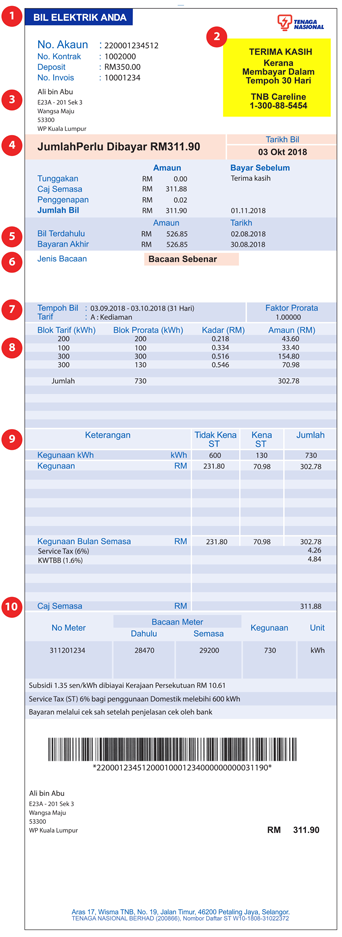 1 BIL ELEKTRIK ANDA
TENAGA NASIONAL
No. Akaun : 220001234512
No. Kontrak : 1002000
Deposit : RM350.00
No. Invois : 10001234
2
TERIMA KASIH
Kerana
Membayar Dalam
Tempoh 30 Hari
TNB Careline
1-300-88-5454
3
Ali bin Abu
E23A - 201 Sek 3
Wangsa Maju
53300
WP Kuala Lumpur
4 JumlahPerlu Dibayar RM311.90
Tarikh Bil
03 Okt 2018
Amaun Bayar Sebelum
Tunggakan RM 0.00 Terima kasih
Caj Semasa RM 311.88
Penggenapan RM 0.02
Jumlah Bil RM 311.90 01.11.2018
Amaun Tarikh
5 Bil Terdahulu RM 526.85 02.08.2018
Bayaran Akhir RM 526.85 30.08.2018
6 Jenis Bacaan Bacaan Sebenar
7 Tempoh Bil : 03.09.2018 - 03.10.2018 (31 Hari) Faktor Prorata
Tarif : A : Kediaman 1.00000
Blok Tarif (kWh) Blok Prorata (kWh) Kadar (RM) Amaun (RM)
8
200 200 0.218 43.60
100 100 0.334 33.40
300 300 0.516 154.80
300 130 0.546 70.98
Jumlah 730 302.78
9 Keterangan Tidak Kena ST Kena ST Jumlah
Kegunaan kWh kWh 600 130 730
Kegunaan RM 231.80 70.98 302.78
Kegunaan Bulan Semasa RM 231.80 70.98 302.78
Service Tax (6%) 4.26
KWTBB (1.6%) 4.84
10 Caj Semasa RM 311.88
No Meter Bacaan Meter Kegunaan Unit
Dahulu Semasa
311201234 28470 29200 730 kWh
Subsidi 1.35 sen/kWh dibiayai Kerajaan Persekutuan RM 10.61
Service Tax (ST) 6% bagi penggunaan Domestik melebihi 600 kWh
Bayaran melalui cek sah setelah penjelasan cek oleh bank
*22000123451200010001234000000000031190*
Ali bin Abu
E23A - 201 Sek 3
Wangsa Maju
53300
WP Kuala Lumpur
RM 311.90
Aras 17, Wisma TNB, No. 19, Jalan Timur, 46200 Petaling Jaya, Selangor.
TENAGA NASIONAL BERHAD (200866), Nombor Daftar ST W10-1808-31022372